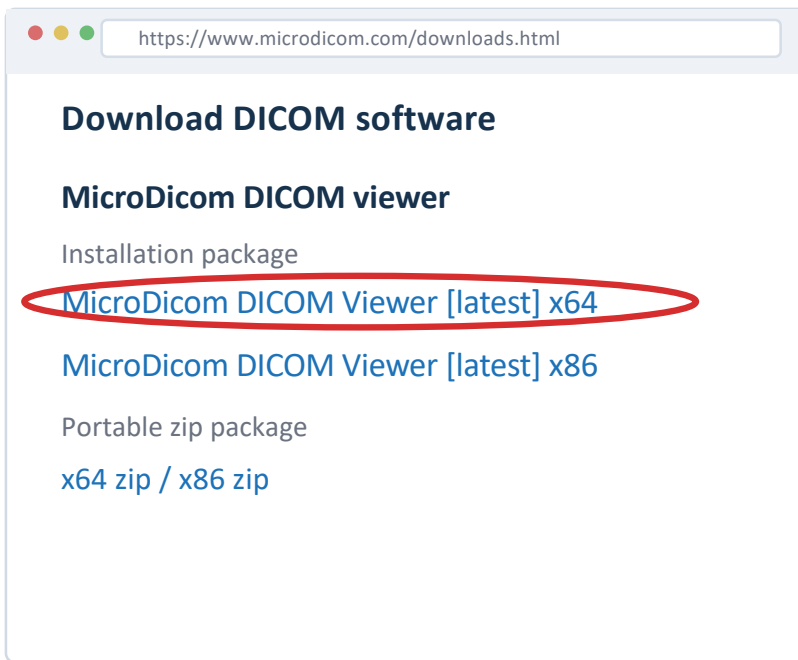 https://www.microdicom.com/downloads.html
Download DICOM software
MicroDicom DICOM viewer
Installation package
MicroDicom DICOM Viewer [latest] x64
MicroDicom DICOM Viewer [latest] x86
Portable zip package
x64 zip / x86 zip